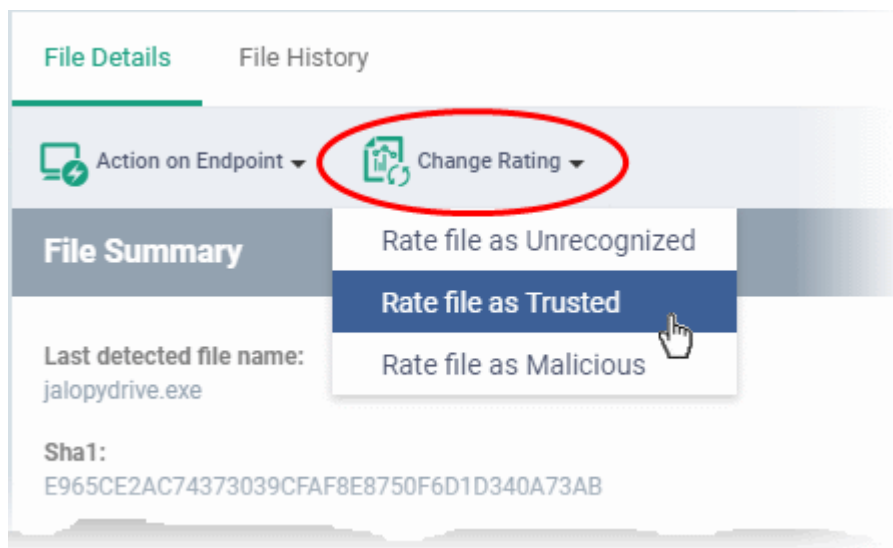 File Details File History
Action on Endpoint Change Rating
File Summary
Rate file as Unrecognized
Rate file as Trusted
Rate file as Malicious
Last detected file name:
jalopydrive.exe
Sha1:
E965CE2AC74373039CFAF8E8750F6D1D340A73AB